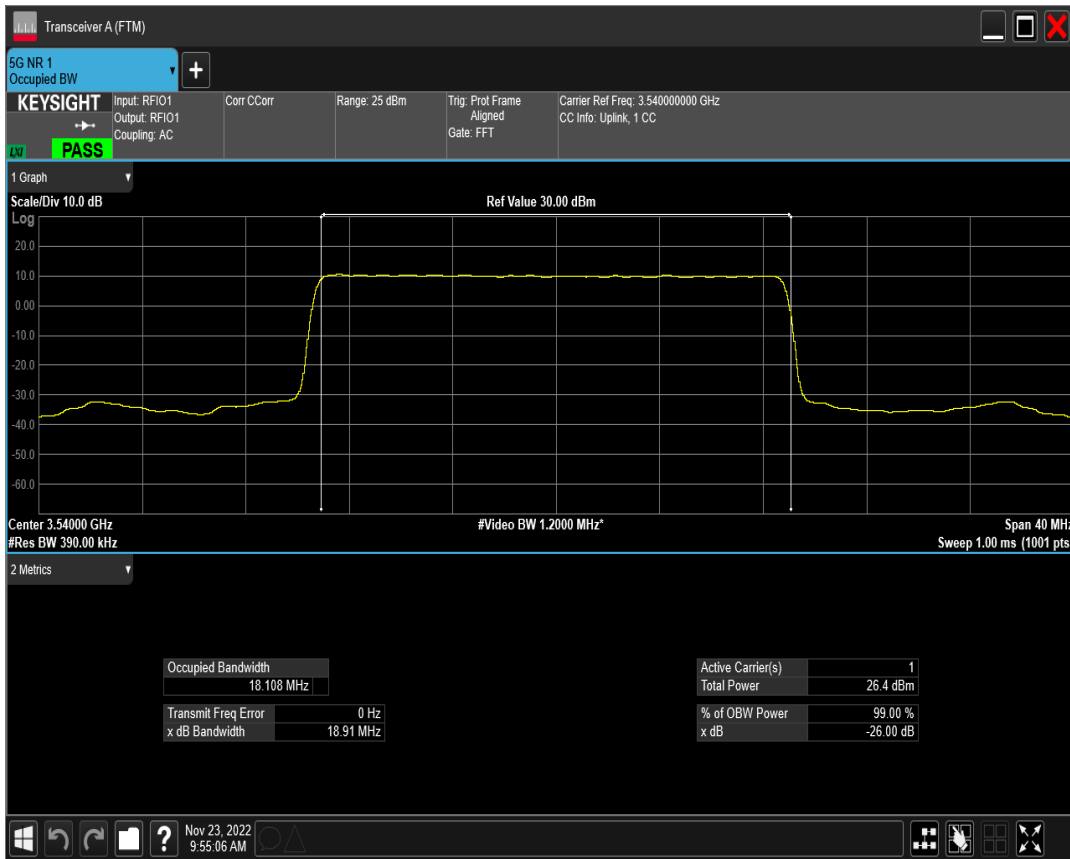 Transceiver A (FTM)
5G NR 1
Occupied BW
+
KEYSIGHT
LXI
PASS
Input: RFIO1
Output: RFIO1
Coupling: AC
Corr CCorr
Range: 25 dBm
Trig: Prot Frame
Aligned
Gate: FFT
Carrier Ref Freq: 3.540000000 GHz
CC Info: Uplink, 1 CC
1 Graph
Scale/Div 10.0 dB
Ref Value 30.00 dBm
Log
20.0
10.0
0.00
-10.0
-20.0
-30.0
-40.0
-50.0
-60.0
Center 3.54000 GHz
#Video BW 1.2000 MHz*
Span 40 MHz
#Res BW 390.00 kHz
Sweep 1.00 ms (1001 pts
2 Metrics
Occupied Bandwidth
18.108 MHz
Transmit Freq Error 0 Hz
x dB Bandwidth 18.91 MHz
Active Carrier(s) 1
Total Power 26.4 dBm
% of OBW Power 99.00 %
x dB -26.00 dB
?
Nov 23, 2022
9:55:06 AM